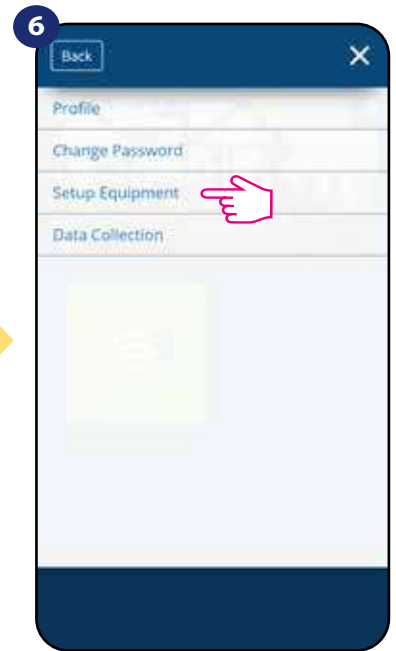 6
Back
Profile
Change Password
Setup Equipment
Data Collection